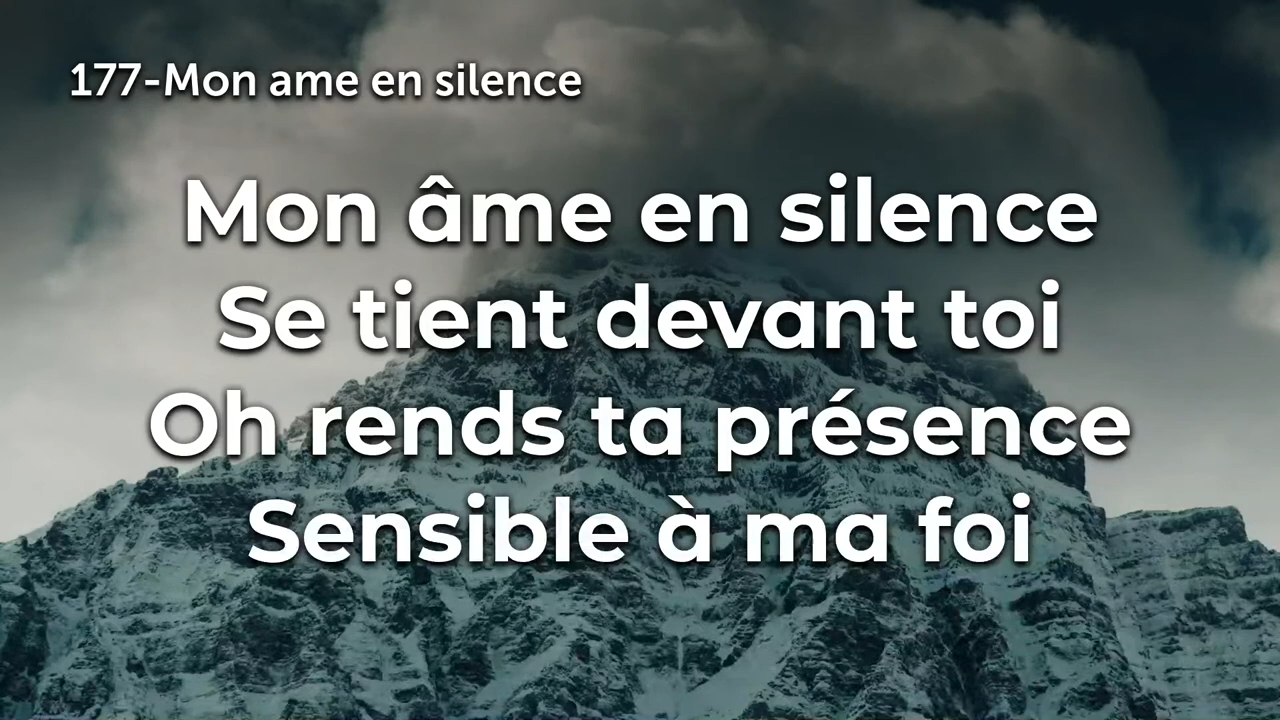 177-Mon ame en silence
Mon âme en silence
Se tient devant toi
Oh rends ta présence
Sensible à ma foi